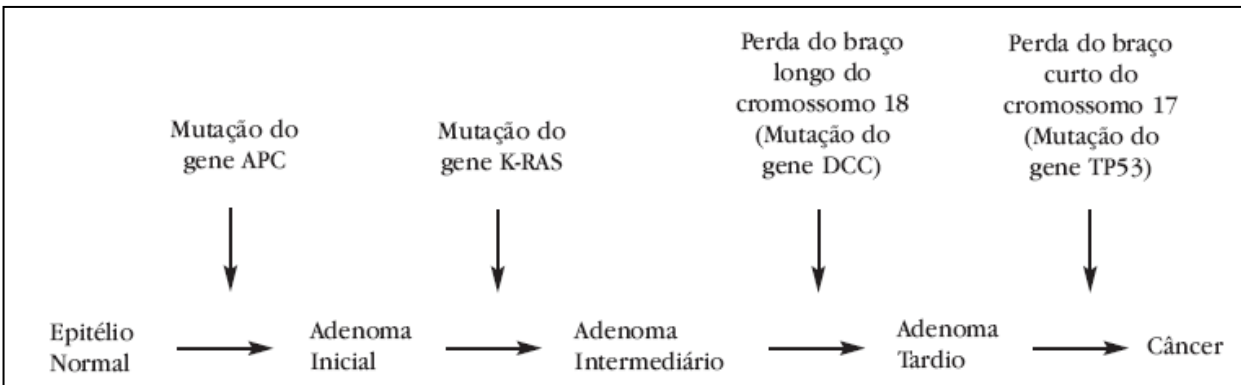 Mutação do
gene APC
Mutação do
gene K-RAS
Perda do braço
longo do
cromossomo 18
(Mutação do
gene DCC)
Perda do braço
curto do
cromossomo 17
(Mutação do
gene TP53)
Epitélio
Normal
Adenoma
Inicial
Adenoma
Intermediário
Adenoma
Tardio
Câncer